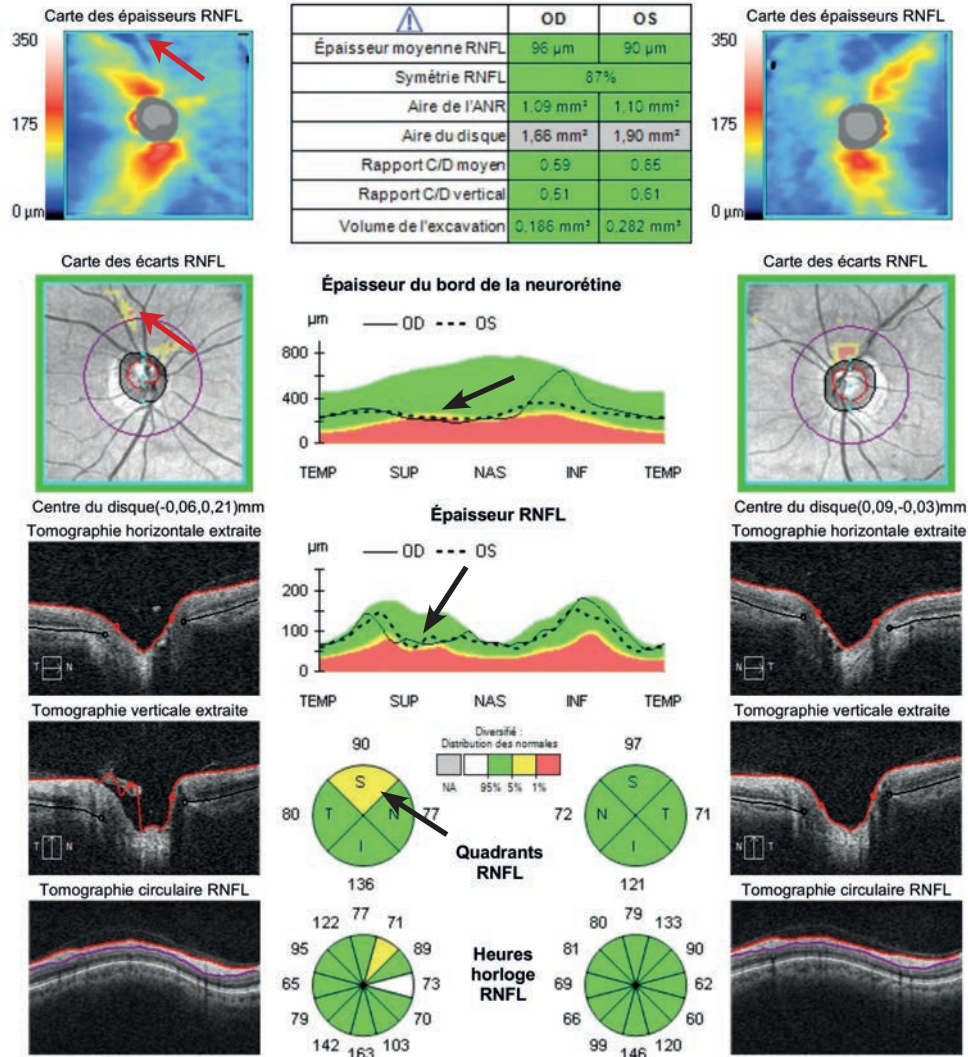 Carte des épaisseurs RNFL
350
175
0 µm
OD OS
Épaisseur moyenne RNFL 96 µm 90 µm
Symétrie RNFL 87%
Aire de l'ANR 1,09 mm² 1,10 mm²
Aire du disque 1,66 mm² 1,90 mm²
Rapport C/D moyen 0,59 0,65
Rapport C/D vertical 0,51 0,61
Volume de l'excavation 0,186 mm³ 0,282 mm³
Carte des épaisseurs RNFL
350
175
0 µm
Carte des écarts RNFL
Centre du disque(-0,06,0,21)mm
Épaisseur du bord de la neurorétine
µm OD OS
800
400
0
TEMP SUP NAS INF TEMP
Carte des écarts RNFL
Centre du disque(0,09,-0,03)mm
Tomographie horizontale extraite
T N
Épaisseur RNFL
µm OD OS
200
100
0
TEMP SUP NAS INF TEMP
Tomographie horizontale extraite
N T
Tomographie verticale extraite
T N
Diversifié :
Distribution des normales
NA 95% 5% 1%
90
80 77
136
S
T N
I
97
72 71
121
S
N T
I
Quadrants
RNFL
Tomographie verticale extraite
N T
Tomographie circulaire RNFL
122 77 71
95 89
65 73
79 70
142 163 103
Heures
horloge
RNFL
80 79 133
81 90
69 62
66 60
99 146 120
Tomographie circulaire RNFL